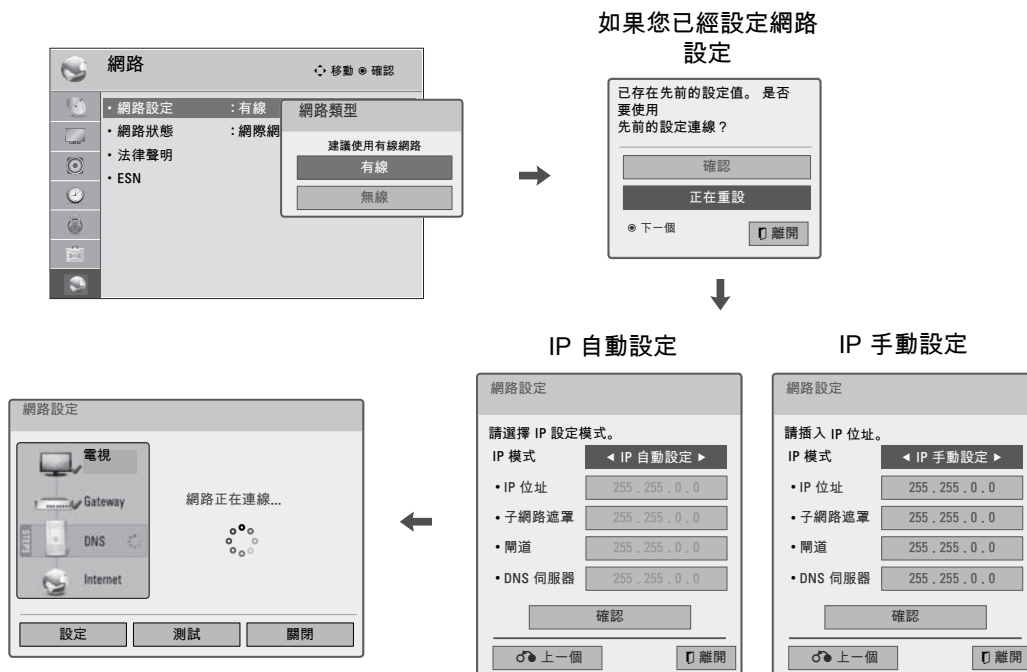 如果您已經設定網路
設定
網路
移動 ◉ 確認
• 網路設定 : 有線
• 網路狀態 : 網際網
• 法律聲明
• ESN
網路類型
建議使用有線網路
有線
無線
已存在先前的設定值。 是否
要使用
先前的設定連線？
確認
正在重設
◉ 下一個
離開
IP 自動設定
網路設定
請選擇 IP 設定模式。
IP 模式 ◀ IP 自動設定 ▶
• IP 位址 255 . 255 . 0 . 0
• 子網路遮罩 255 . 255 . 0 . 0
• 閘道 255 . 255 . 0 . 0
• DNS 伺服器 255 . 255 . 0 . 0
確認
上一個 離開
IP 手動設定
網路設定
請插入 IP 位址。
IP 模式 ◀ IP 手動設定 ▶
• IP 位址 255 . 255 . 0 . 0
• 子網路遮罩 255 . 255 . 0 . 0
• 閘道 255 . 255 . 0 . 0
• DNS 伺服器 255 . 255 . 0 . 0
確認
上一個 離開
網路設定
電視
Gateway
DNS
Internet
網路正在連線...
設定 測試 關閉